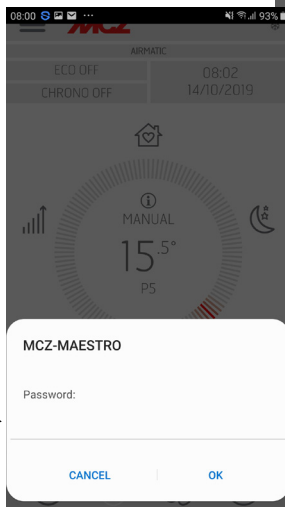 08:00
93%
MCZ
AIRMATIC
ECO OFF
CHRONO OFF
08:02
14/10/2019
MANUAL
15.5°
P5
MCZ-MAESTRO
Password:
CANCEL
OK